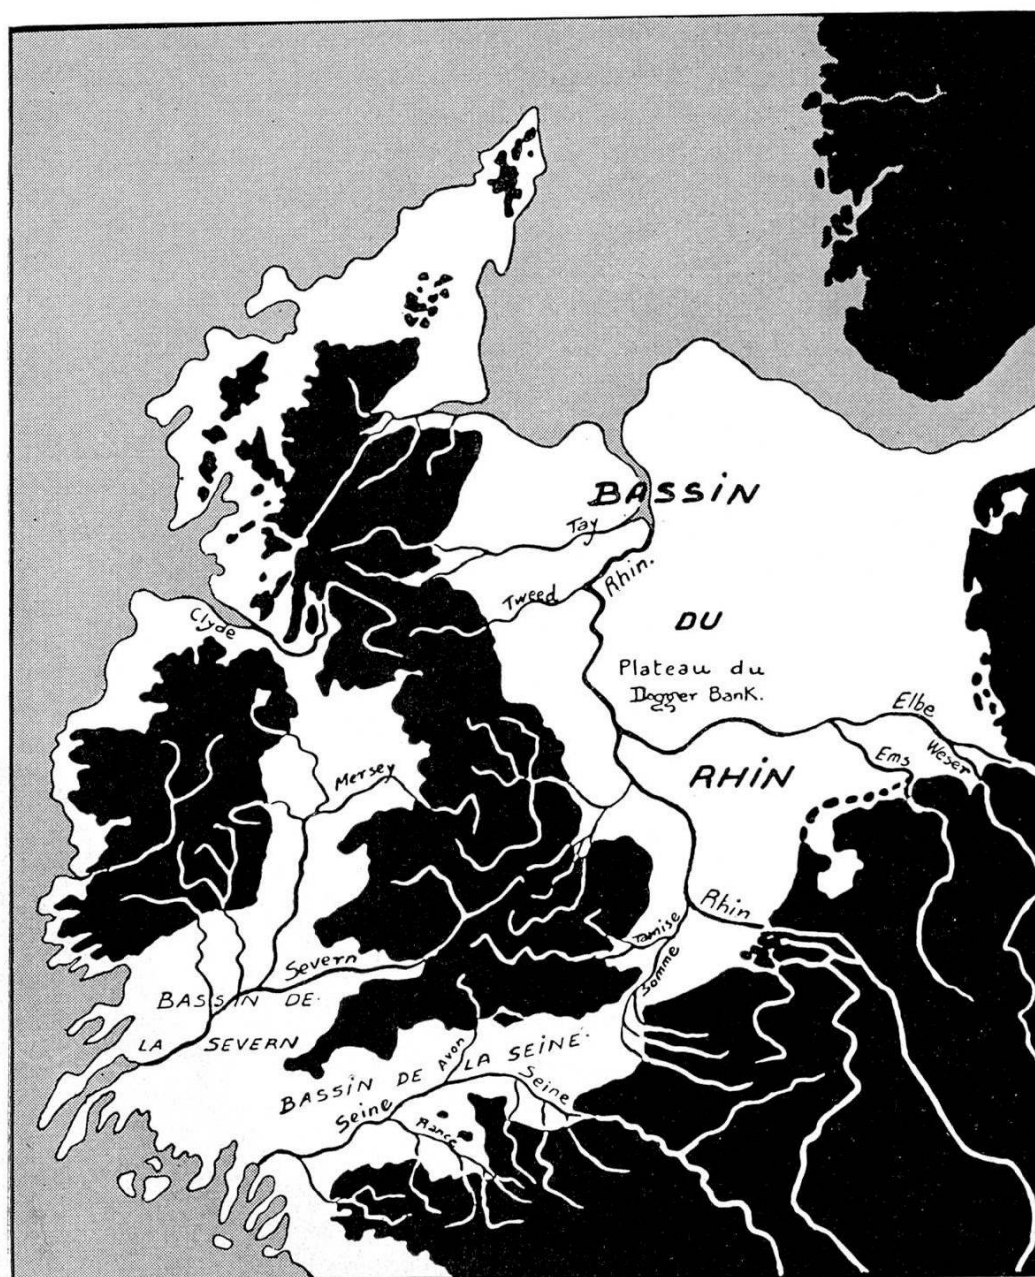 BASSIN
Tay
Rhin.
Tweed
Clyde
DU
Plateau du
Dogger Bank.
Elbe
Weser
Ems
RHIN
Mersey
Rhin
Tamise
Somme
Severn
BASSIN DE
LA SEVERN
Avon
BASSIN DE LA SEINE
Seine
Seine
Rance